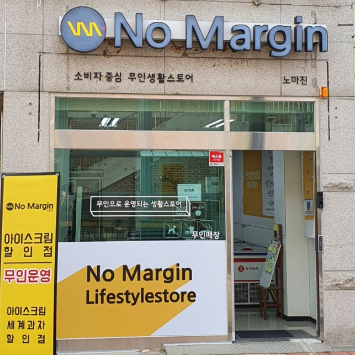 No Margin
소비자 중심 무인생활스토어
노마진
무인으로 운영되는 생활스토어
무인매장
No Margin
Lifestylestore
No Margin
아이스크림
할인점
무인운영
아이스크림
세계과자
할인점